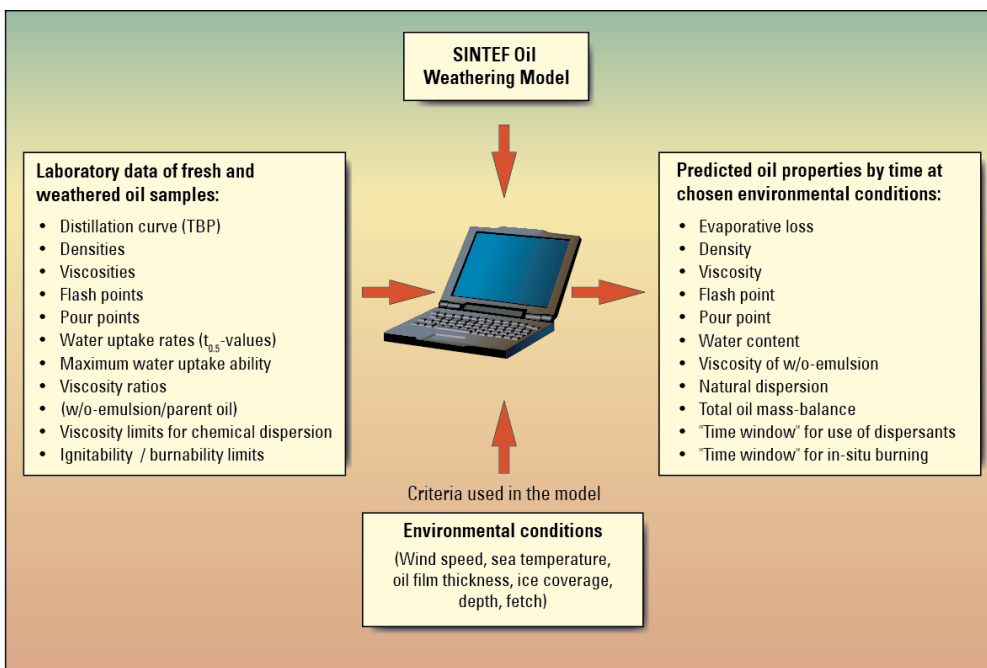 SINTEF Oil
Weathering Model
Laboratory data of fresh and
weathered oil samples:
• Distillation curve (TBP)
• Densities
• Viscosities
• Flash points
• Pour points
• Water uptake rates (t0.5-values)
• Maximum water uptake ability
• Viscosity ratios
• (w/o-emulsion/parent oil)
• Viscosity limits for chemical dispersion
• Ignitability / burnability limits
Predicted oil properties by time at
chosen environmental conditions:
• Evaporative loss
• Density
• Viscosity
• Flash point
• Pour point
• Water content
• Viscosity of w/o-emulsion
• Natural dispersion
• Total oil mass-balance
• "Time window" for use of dispersants
• "Time window" for in-situ burning
Criteria used in the model
Environmental conditions
(Wind speed, sea temperature,
oil film thickness, ice coverage,
depth, fetch)